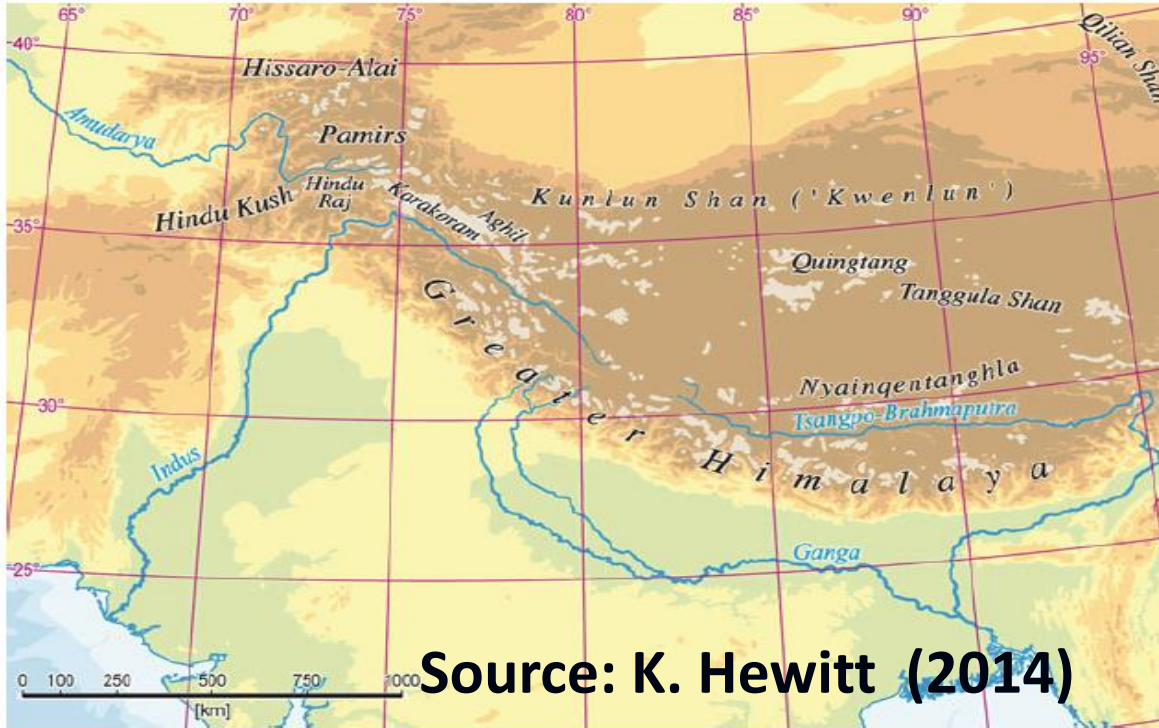 65° 70° 75° 80° 85° 90°
Qilian Shan
95°
40°
Hissaro-Alai
Amudarya
Pamirs
Hindu Raj
Karakoram
Aghil
Kunlun Shan ('Kwenlun')
Hindu Kush
35°
Quingtang
Tanggula Shan
Greater Himalaya
Nyainqentanghla
30°
Tsangpo-Brahmaputra
Indus
Ganga
25°
0 100 250 500 750 1000
[km]
Source: K. Hewitt (2014)